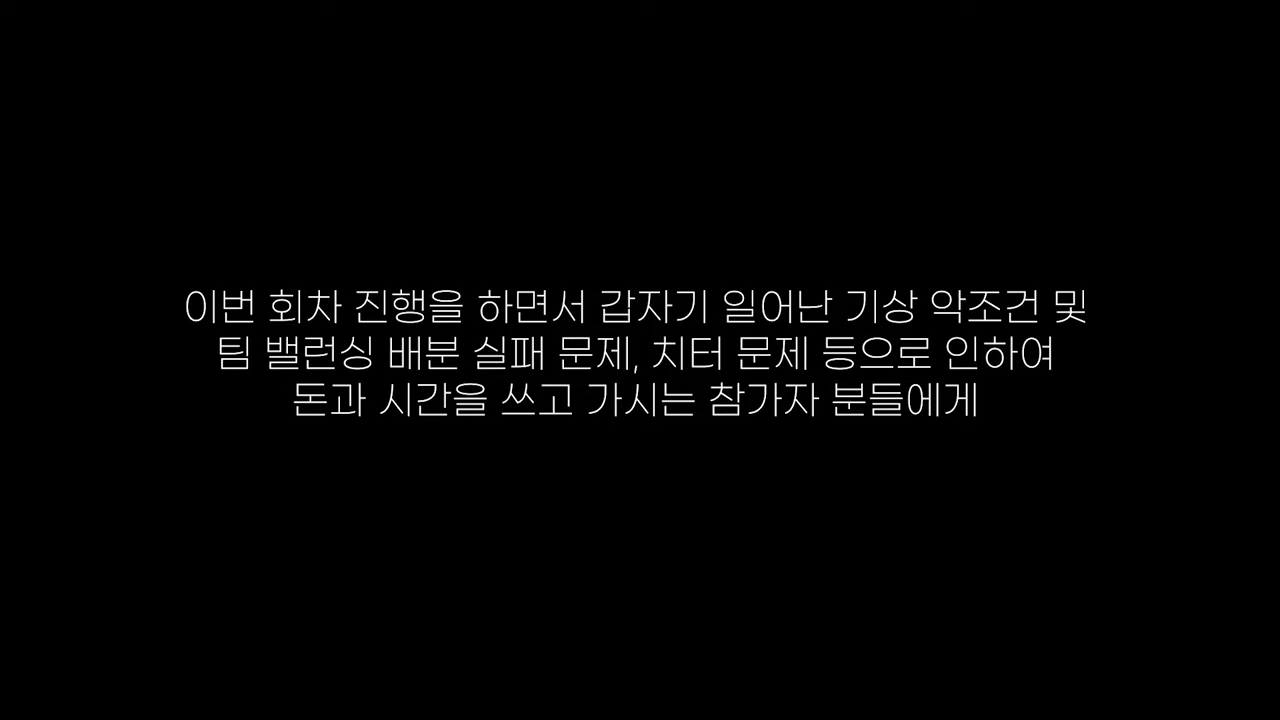 이번 회차 진행을 하면서 갑자기 일어난 기상 악조건 및
팀 밸런싱 배분 실패 문제, 치터 문제 등으로 인하여
돈과 시간을 쓰고 가시는 참가자 분들에게